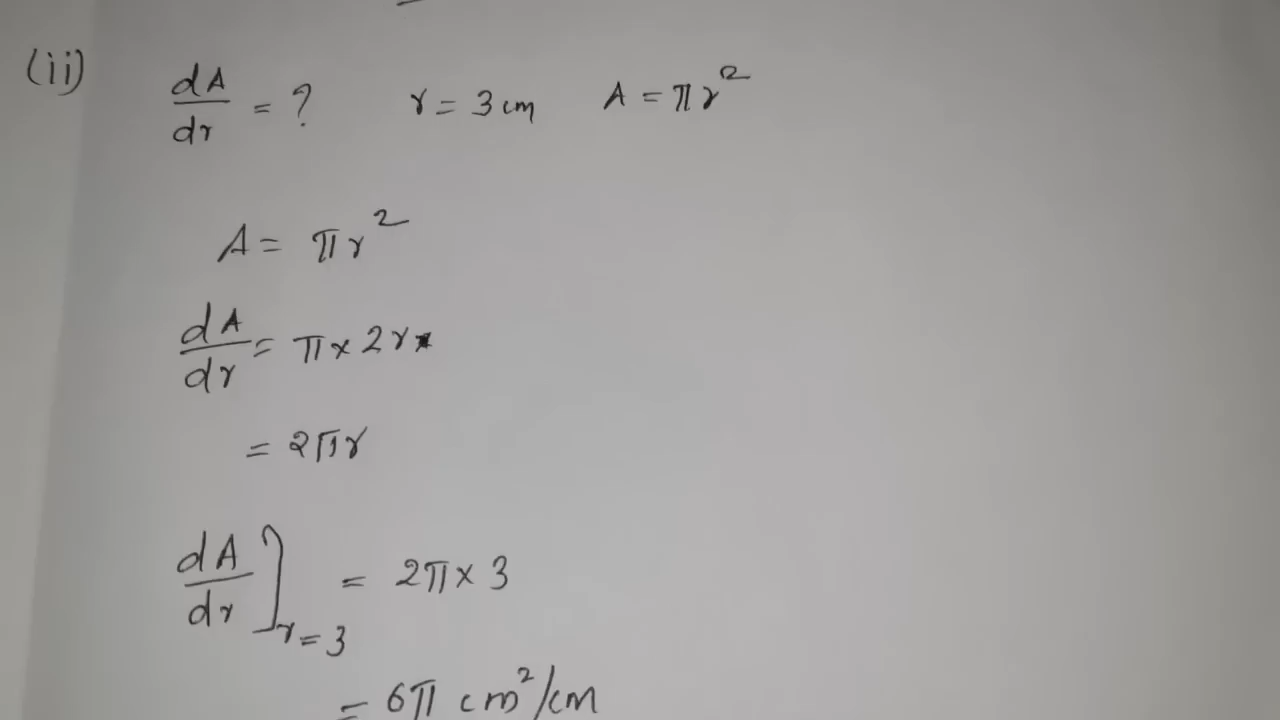 (ii) dA/dr = ? r = 3 cm A = πr²
A = πr²
dA/dr = π × 2r
= 2πr
dA/dr]r=3 = 2π × 3
= 6π cm²/cm